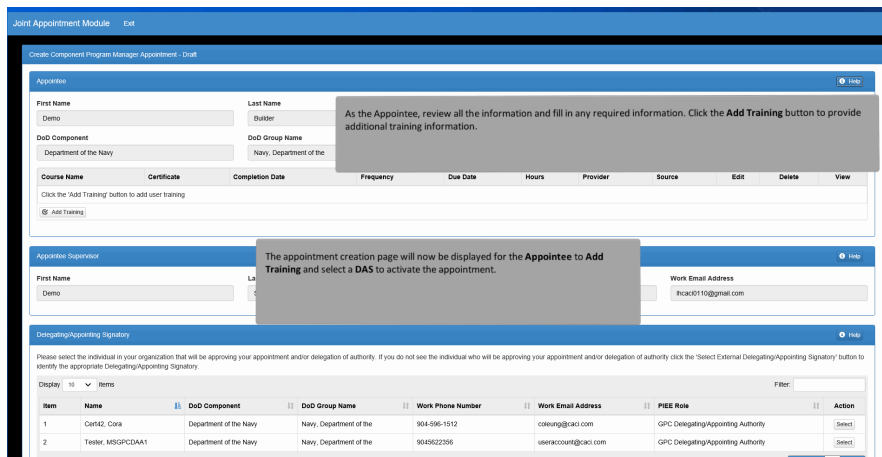 Joint Appointment Module Exit
Create Component Program Manager Appointment - Draft
Appointee Help
First Name Last Name
Demo Builder
As the Appointee, review all the information and fill in any required information. Click the Add Training button to provide
additional training information.
DoD Component DoD Group Name
Department of the Navy Navy, Department of the
Course Name Certificate Completion Date Frequency Due Date Hours Provider Source Edit Delete View
Click the 'Add Training' button to add user training
Add Training
Appointee Supervisor Help
The appointment creation page will now be displayed for the Appointee to Add
Training and select a DAS to activate the appointment.
First Name La Work Email Address
Demo lhcaci0110@gmail.com
Delegating/Appointing Signatory Help
Please select the individual in your organization that will be approving your appointment and/or delegation of authority. If you do not see the individual who will be approving your appointment and/or delegation of authority click the 'Select External Delegating/Appointing Signatory' button to
identify the appropriate Delegating/Appointing Signatory.
Display 10 items Filter:
Item Name DoD Component DoD Group Name Work Phone Number Work Email Address PIEE Role Action
1 Cert42, Cora Department of the Navy Navy, Department of the 904-596-1512 coleung@caci.com GPC Delegating/Appointing Authority Select
2 Tester, MSGPCDAA1 Department of the Navy Navy, Department of the 9045622356 useraccount@caci.com GPC Delegating/Appointing Authority Select